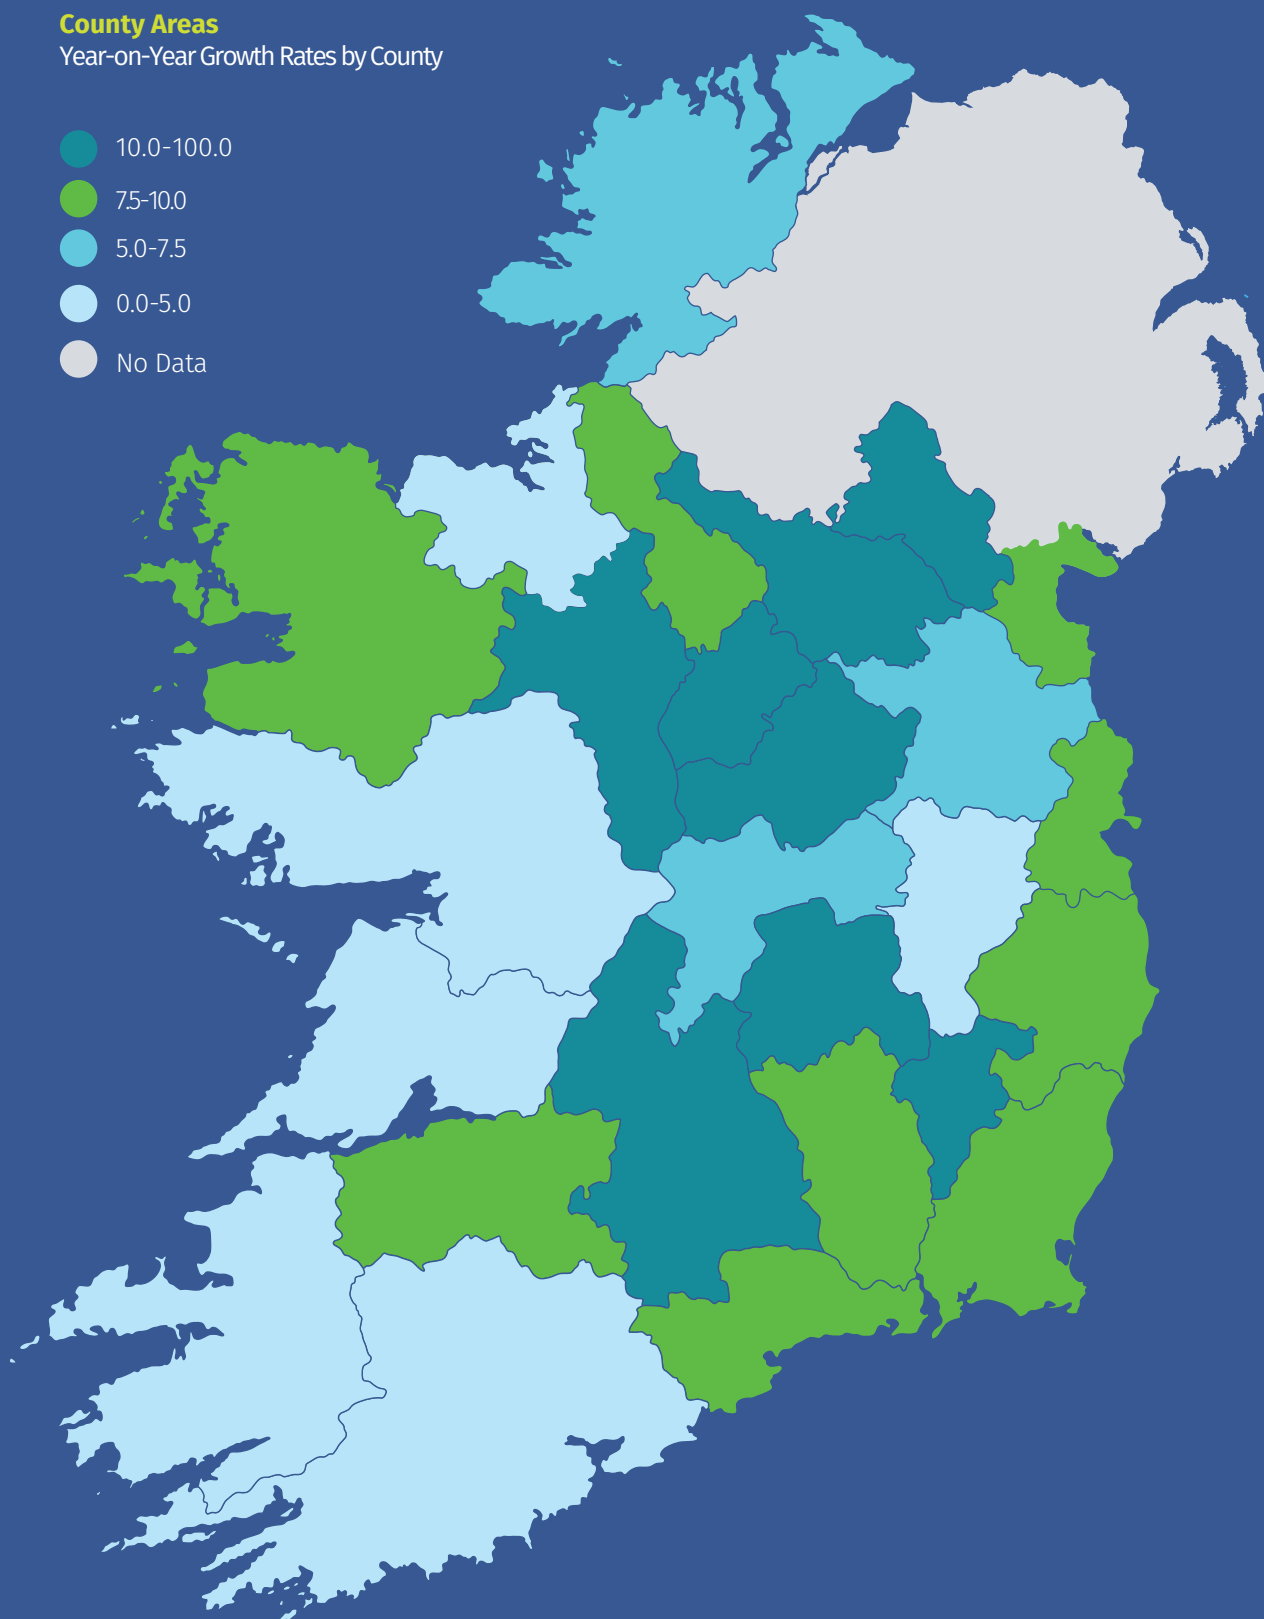 County Areas
Year-on-Year Growth Rates by County
10.0-100.0
7.5-10.0
5.0-7.5
0.0-5.0
No Data